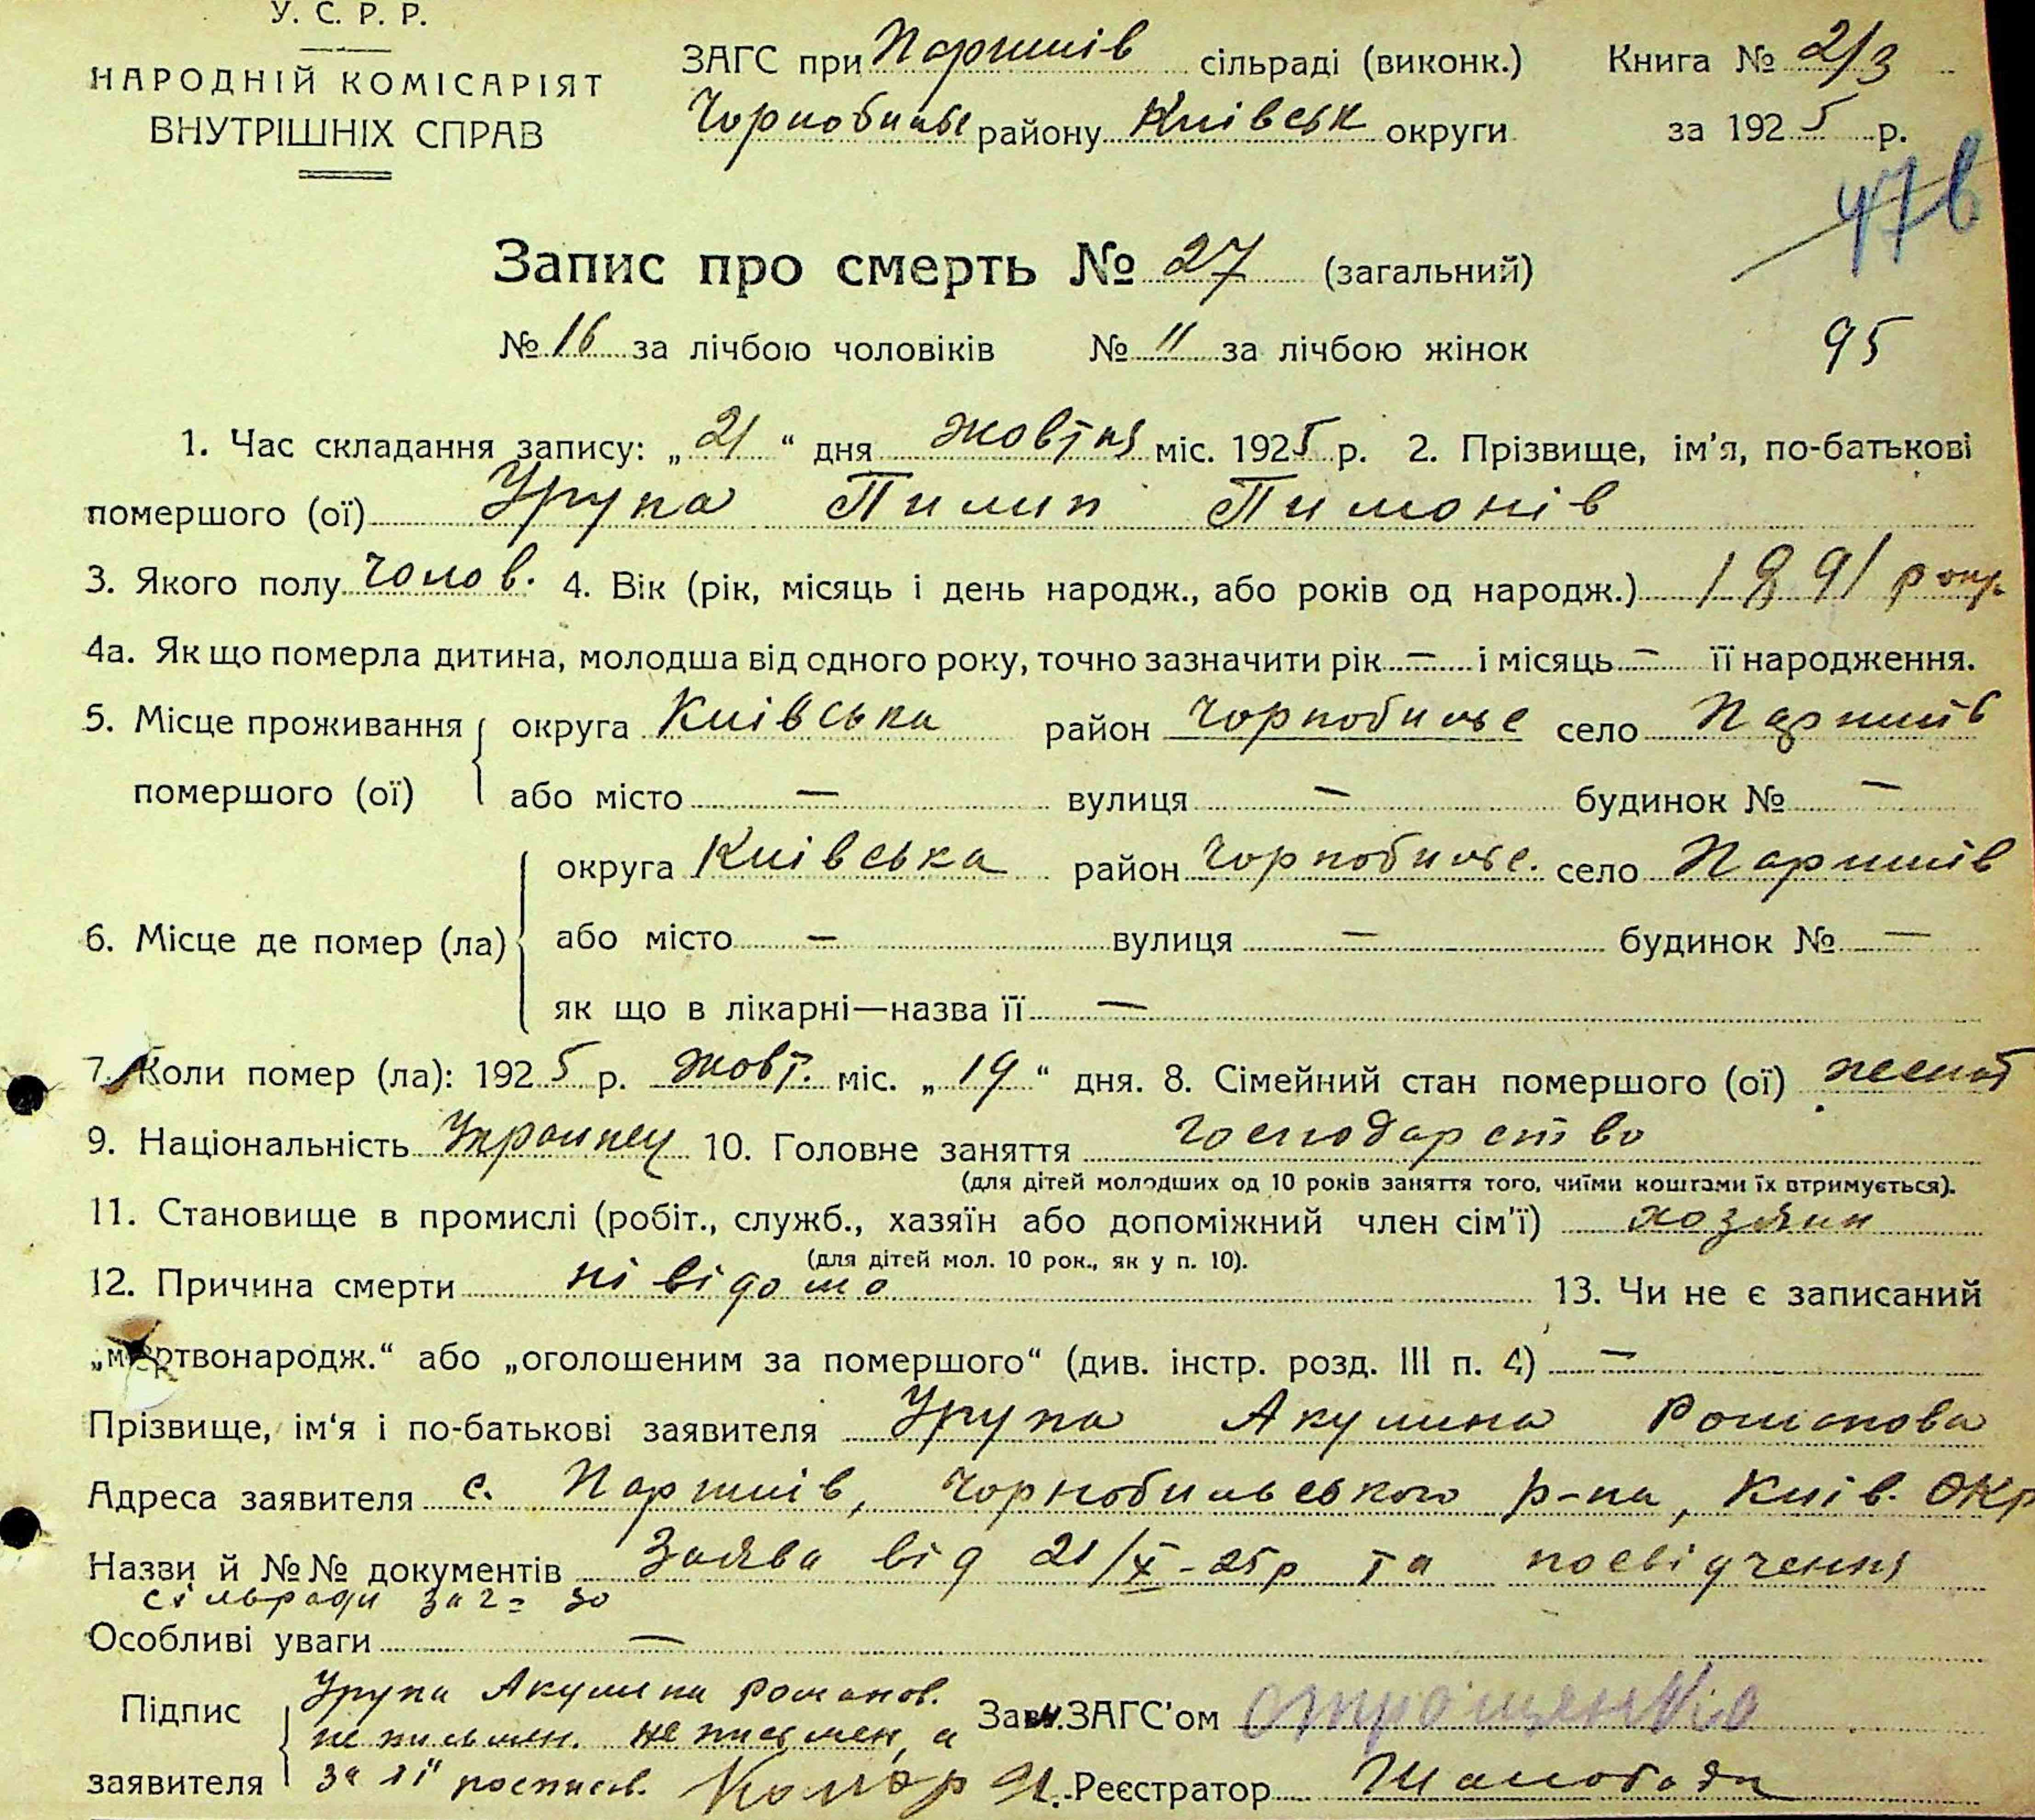 У. С. Р. Р.
НАРОДНІЙ КОМІСАРІЯТ
ВНУТРІШНІХ СПРАВ
ЗАГС при Паришів сільраді (виконк.) Книга № 2/3
Чорнобильс району Київськ округи за 1925 р.
47в
Запис про смерть № 27 (загальний)
№ 16 за лічбою чоловіків № 11 за лічбою жінок 95
1. Час складання запису: „ 21 “ дня жовтня міс. 1925 р. 2. Прізвище, ім’я, по-батькові
помершого (ої) Урупа Пилип Пимонів
3. Якого полу чолов. 4. Вік (рік, місяць і день народж., або років од народж.) 1891 року
4а. Як що померла дитина, молодша від одного року, точно зазначити рік — і місяць — її народження.
5. Місце проживання округа Київська район Чорнобильс село Паришів
помершого (ої) або місто — вулиця — будинок № —
округа Київська район Чорнобильс. село Паришів
6. Місце де помер (ла) або місто — вулиця — будинок № —
як що в лікарні—назва її —
7. Коли помер (ла): 1925 р. жовт. міс. „ 19 “ дня. 8. Сімейний стан помершого (ої)
9. Національність Украинец 10. Головне заняття господарство
(для дітей молодших од 10 років заняття того, чиїми коштами їх втримується).
11. Становище в промислі (робіт., служб., хазяїн або допоміжний член сім’ї) хозяин
(для дітей мол. 10 рок., як у п. 10).
12. Причина смерти ні відомо 13. Чи не є записаний
„мертвонародж.“ або „оголошеним за помершого“ (див. інстр. розд. III п. 4) —
Прізвище, ім‘я і по-батькові заявителя Урупа Акулина Романова
Адреса заявителя с. Паришів, Чорнобильського р-на, Київ. окр
Назви й №№ документів Заява від 21/X-25р та посвідчення
сільради за 2= 30
Особливі уваги —
Підпис Урупа Акулина Романов. Зав. ЗАГС’ом
не письмен. не письмен, а
заявителя за її росписав. Комар Я. Реєстратор